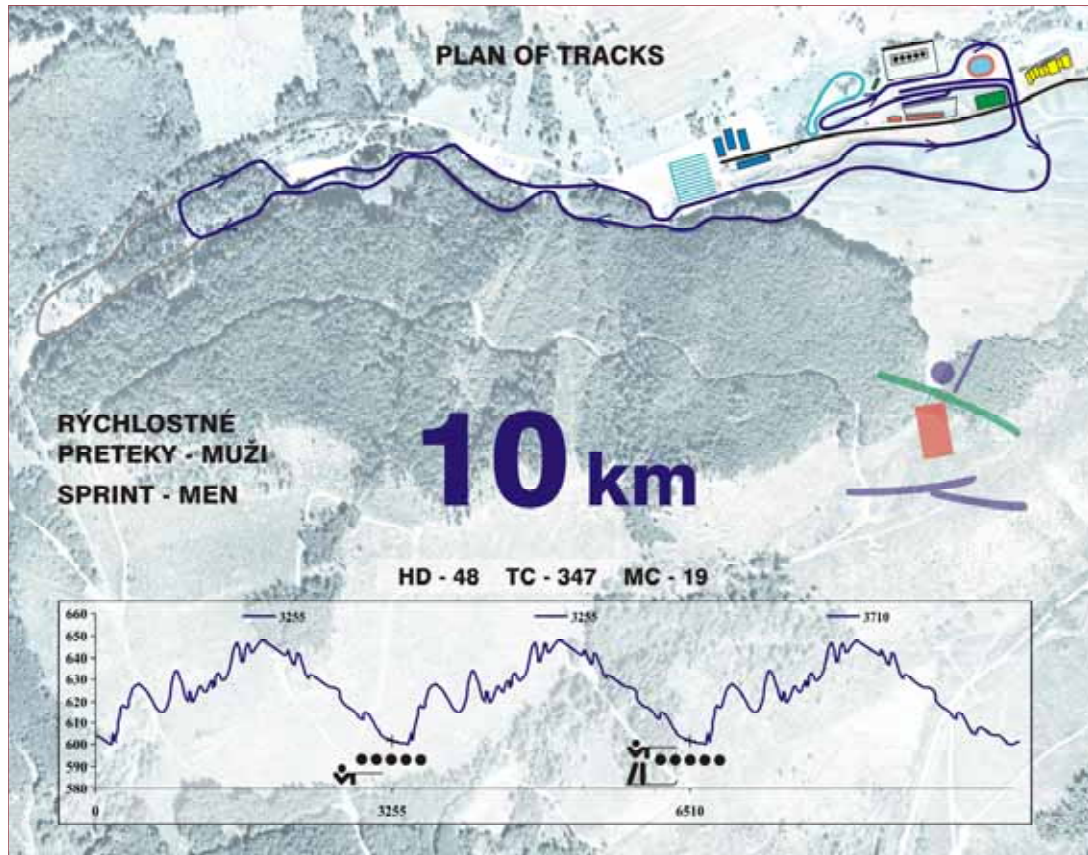 PLAN OF TRACKS
RÝCHLOSTNÉ
PRETEKY - MUŽI
SPRINT - MEN
10 km
HD - 48 TC - 347 MC - 19
3255 3255 3710
660
650
640
630
620
610
600
590
580
0 3255 6510